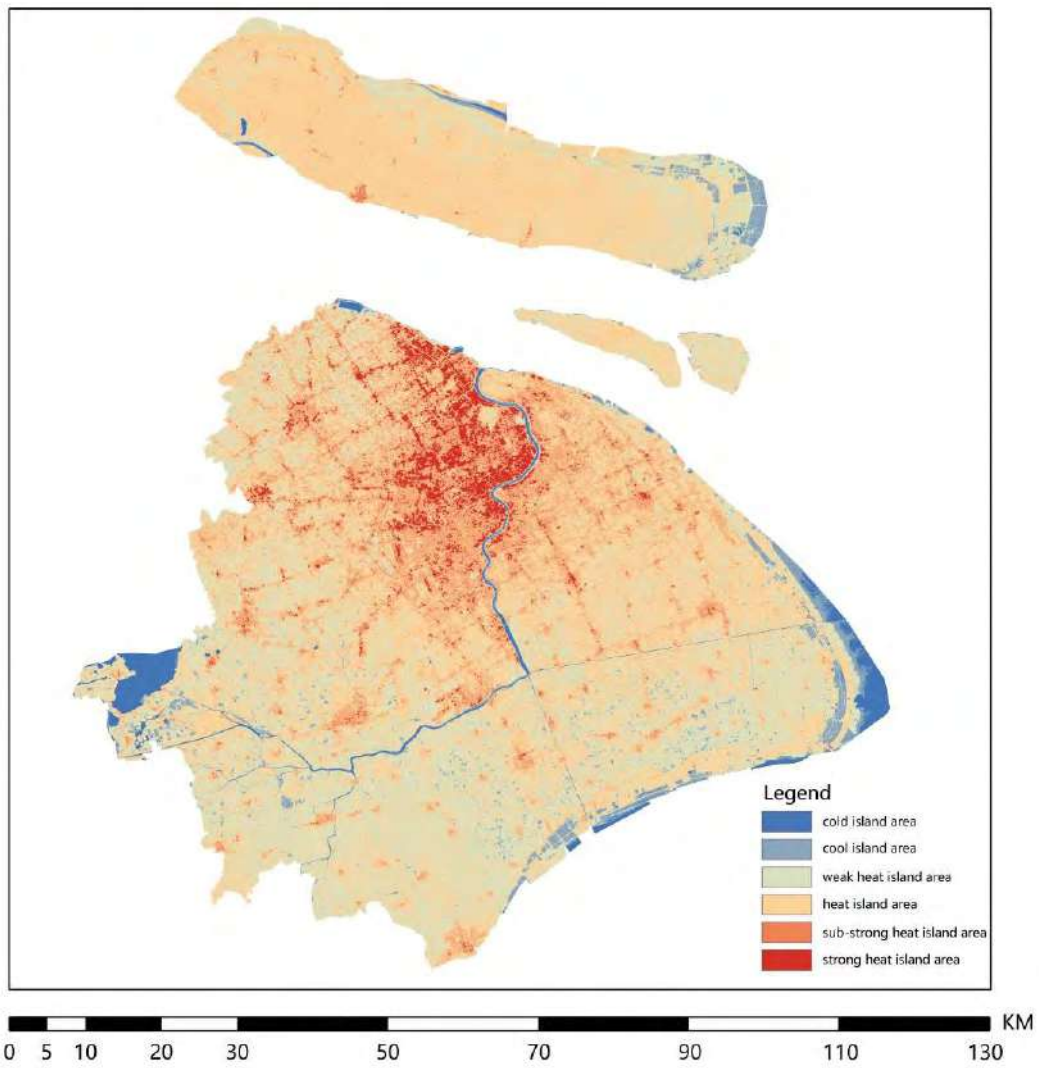 Legend
cold island area
cool island area
weak heat island area
heat island area
sub-strong heat island area
strong heat island area
KM
0 5 10 20 30 50 70 90 110 130